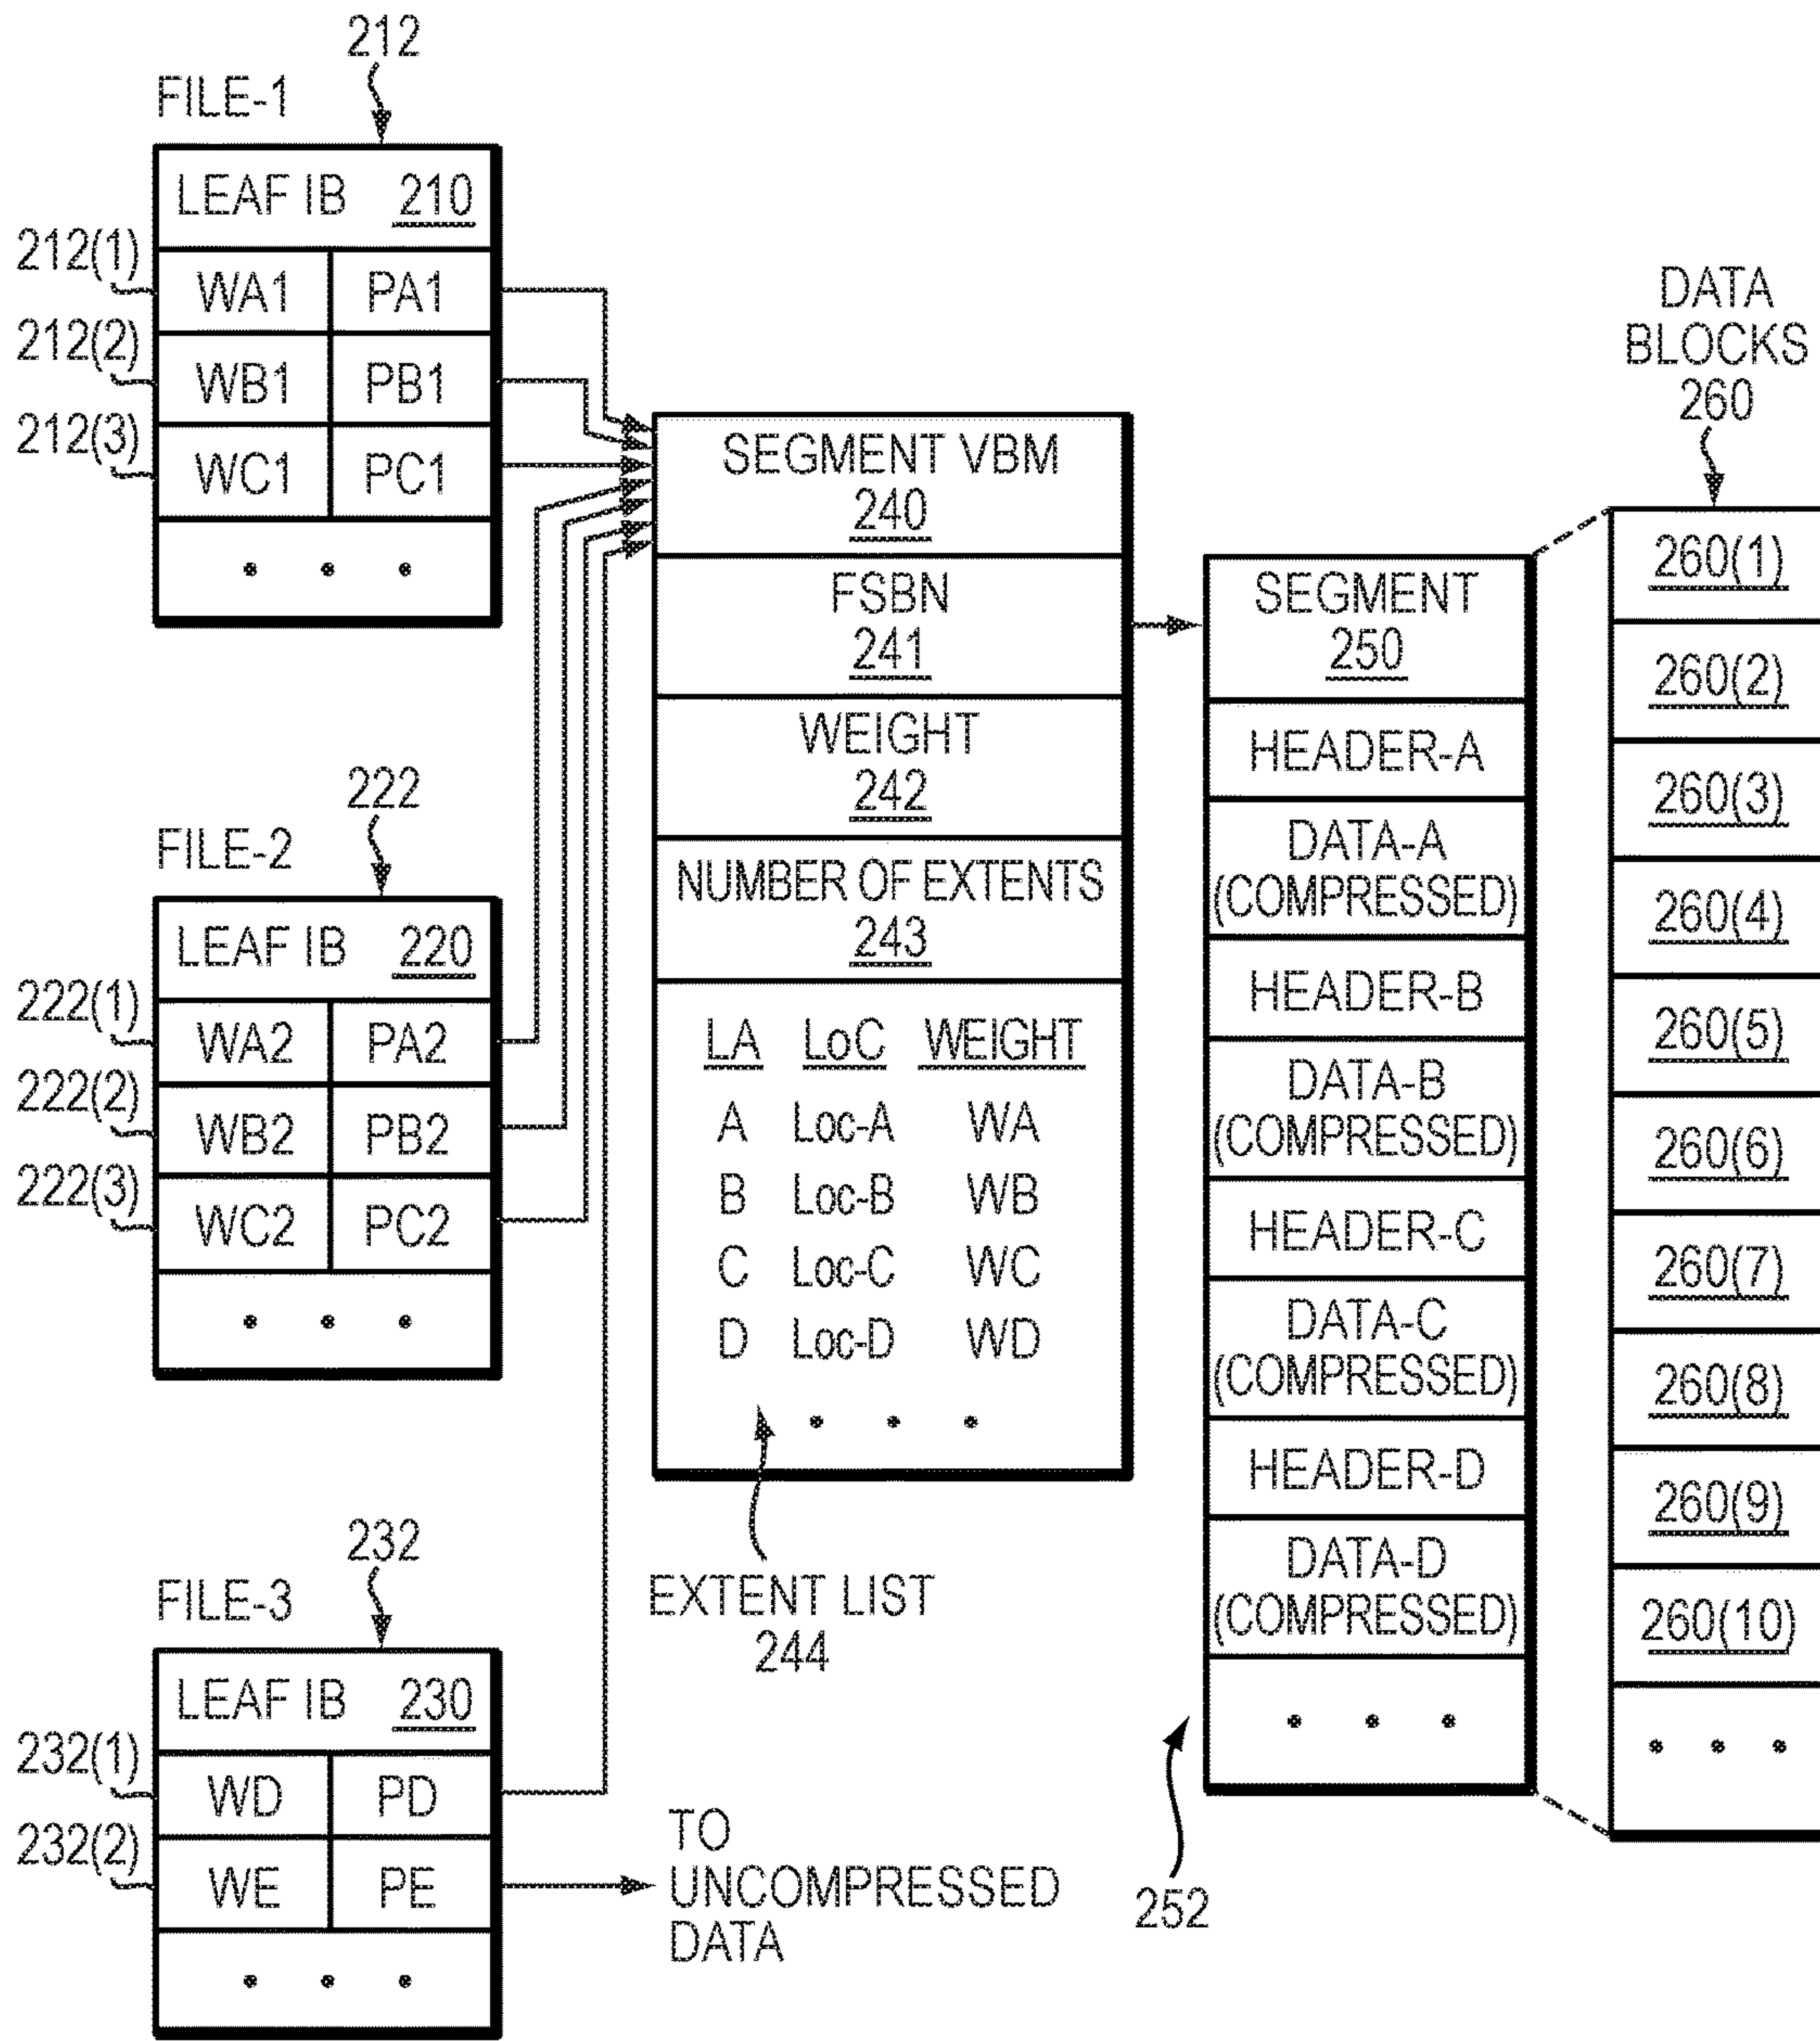 212
FILE-1
LEAF IB 210
212(1)
WA1 PA1
212(2)
WB1 PB1
212(3)
WC1 PC1
• • •
222
FILE-2
LEAF IB 220
222(1)
WA2 PA2
222(2)
WB2 PB2
222(3)
WC2 PC2
• • •
232
FILE-3
LEAF IB 230
232(1)
WD PD
232(2)
WE PE
• • •
TO
UNCOMPRESSED
DATA
SEGMENT VBM
240
FSBN
241
WEIGHT
242
NUMBER OF EXTENTS
243
LA LoC WEIGHT
A Loc-A WA
B Loc-B WB
C Loc-C WC
D Loc-D WD
• • •
EXTENT LIST
244
SEGMENT
250
HEADER-A
DATA-A
(COMPRESSED)
HEADER-B
DATA-B
(COMPRESSED)
HEADER-C
DATA-C
(COMPRESSED)
HEADER-D
DATA-D
(COMPRESSED)
• • •
252
DATA
BLOCKS
260
260(1)
260(2)
260(3)
260(4)
260(5)
260(6)
260(7)
260(8)
260(9)
260(10)
• • •